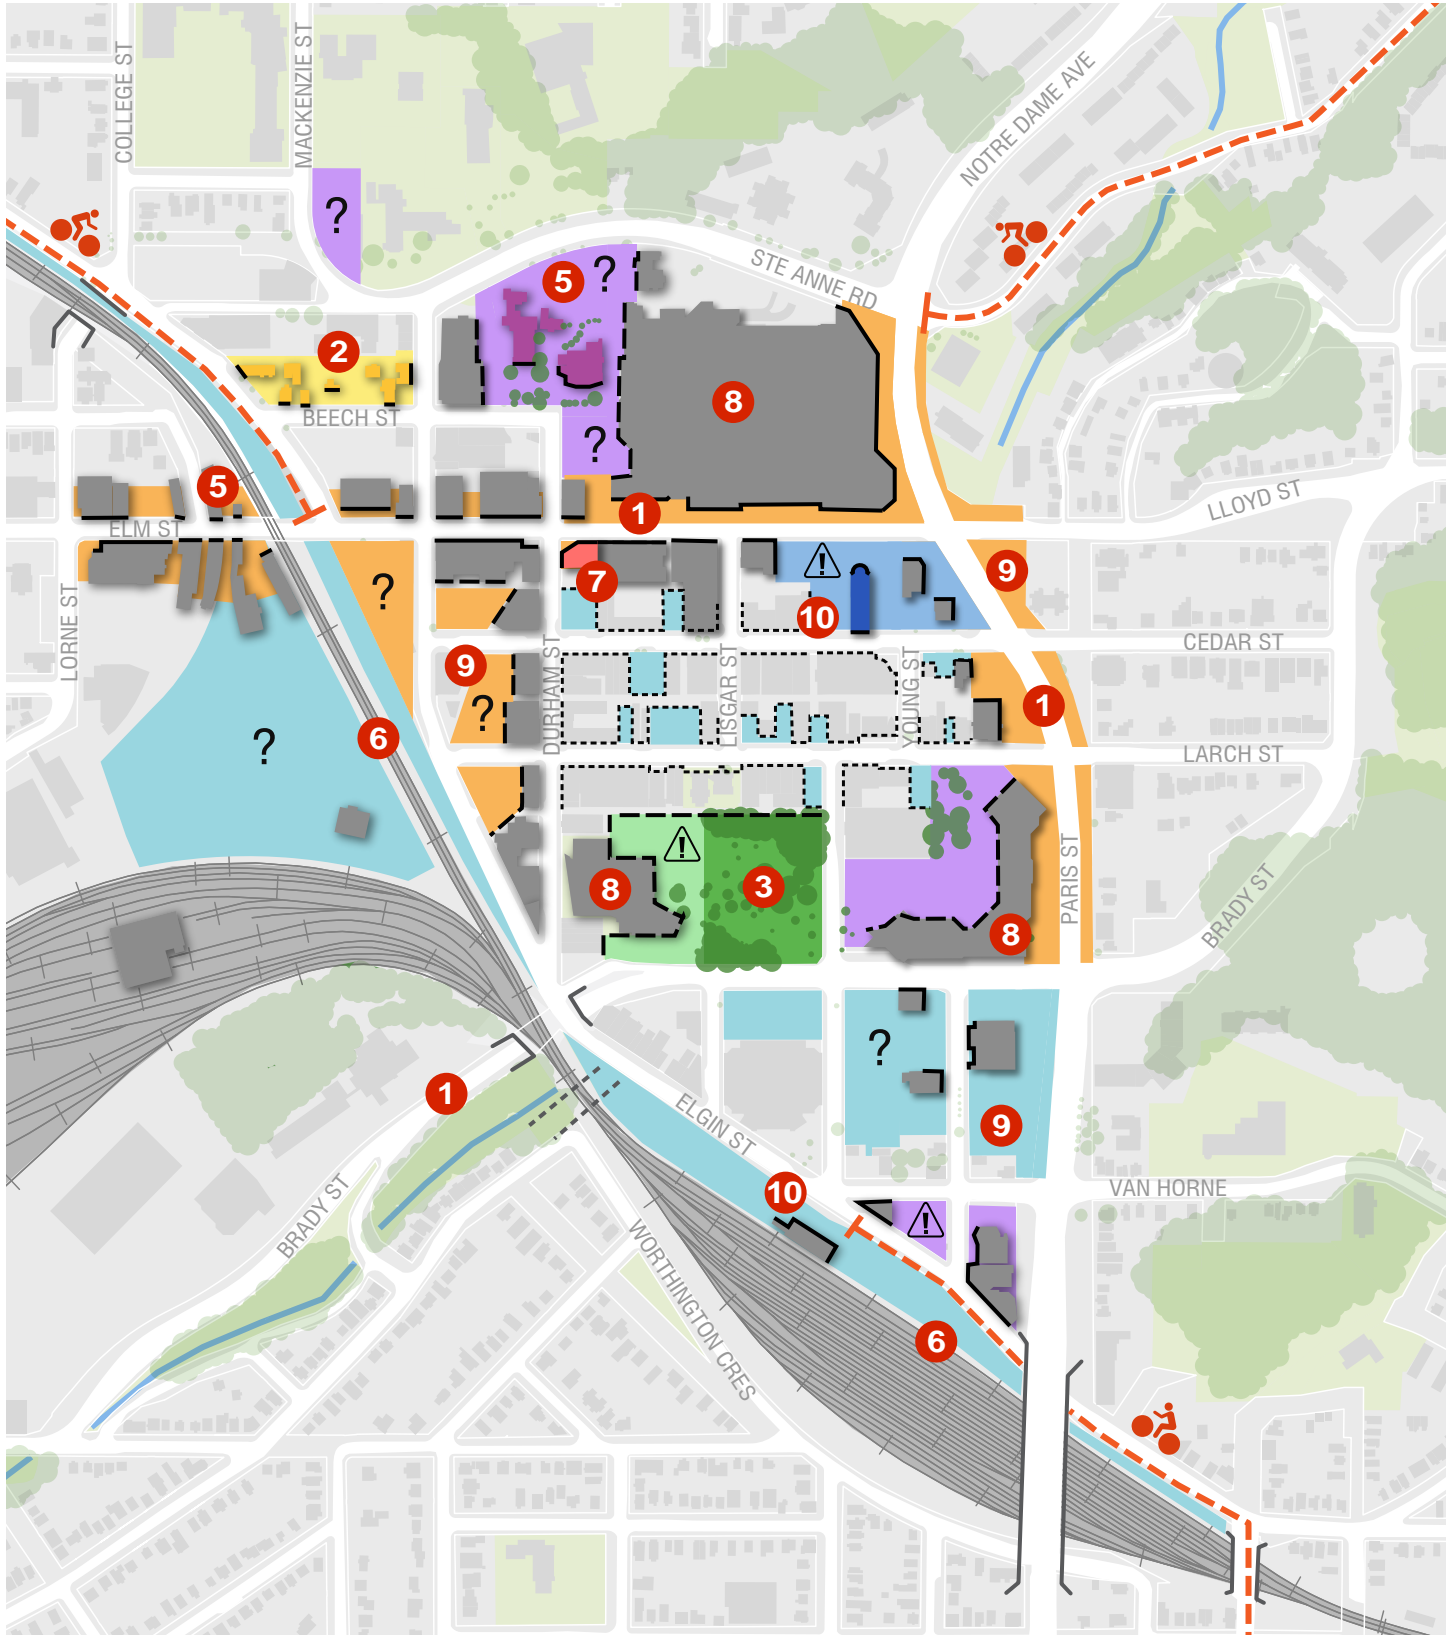 COLLEGE ST
MACKENZIE ST
NOTRE DAME AVE
?
STE ANNE RD
5
?
2
8
BEECH ST
?
5
1
LLOYD ST
ELM ST
!
9
7
?
10
LORNE ST
CEDAR ST
9
DURHAM ST
LISGAR ST
YOUNG ST
?
1
6
?
LARCH ST
!
8
3
PARIS ST
BRADY ST
8
?
1
ELGIN ST
9
BRADY ST
10
VAN HORNE
!
WORTHINGTON CRES
6